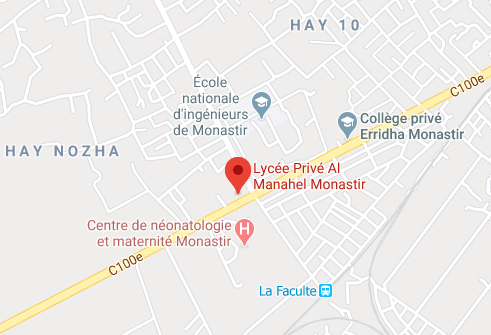 HAY 10
C100e
École
nationale
d'ingénieurs
de Monastir
Collège privé
Erridha Monastir
HAY NOZHA
Lycée Privé Al
Manahel Monastir
Centre de néonatologie
et maternité Monastir
H
C100e
La Faculte